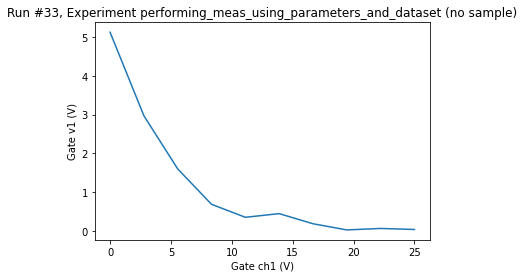 Run #33, Experiment performing_meas_using_parameters_and_dataset (no sample)
5
4
3
2
1
0
Gate v1 (V)
0 5 10 15 20 25
Gate ch1 (V)